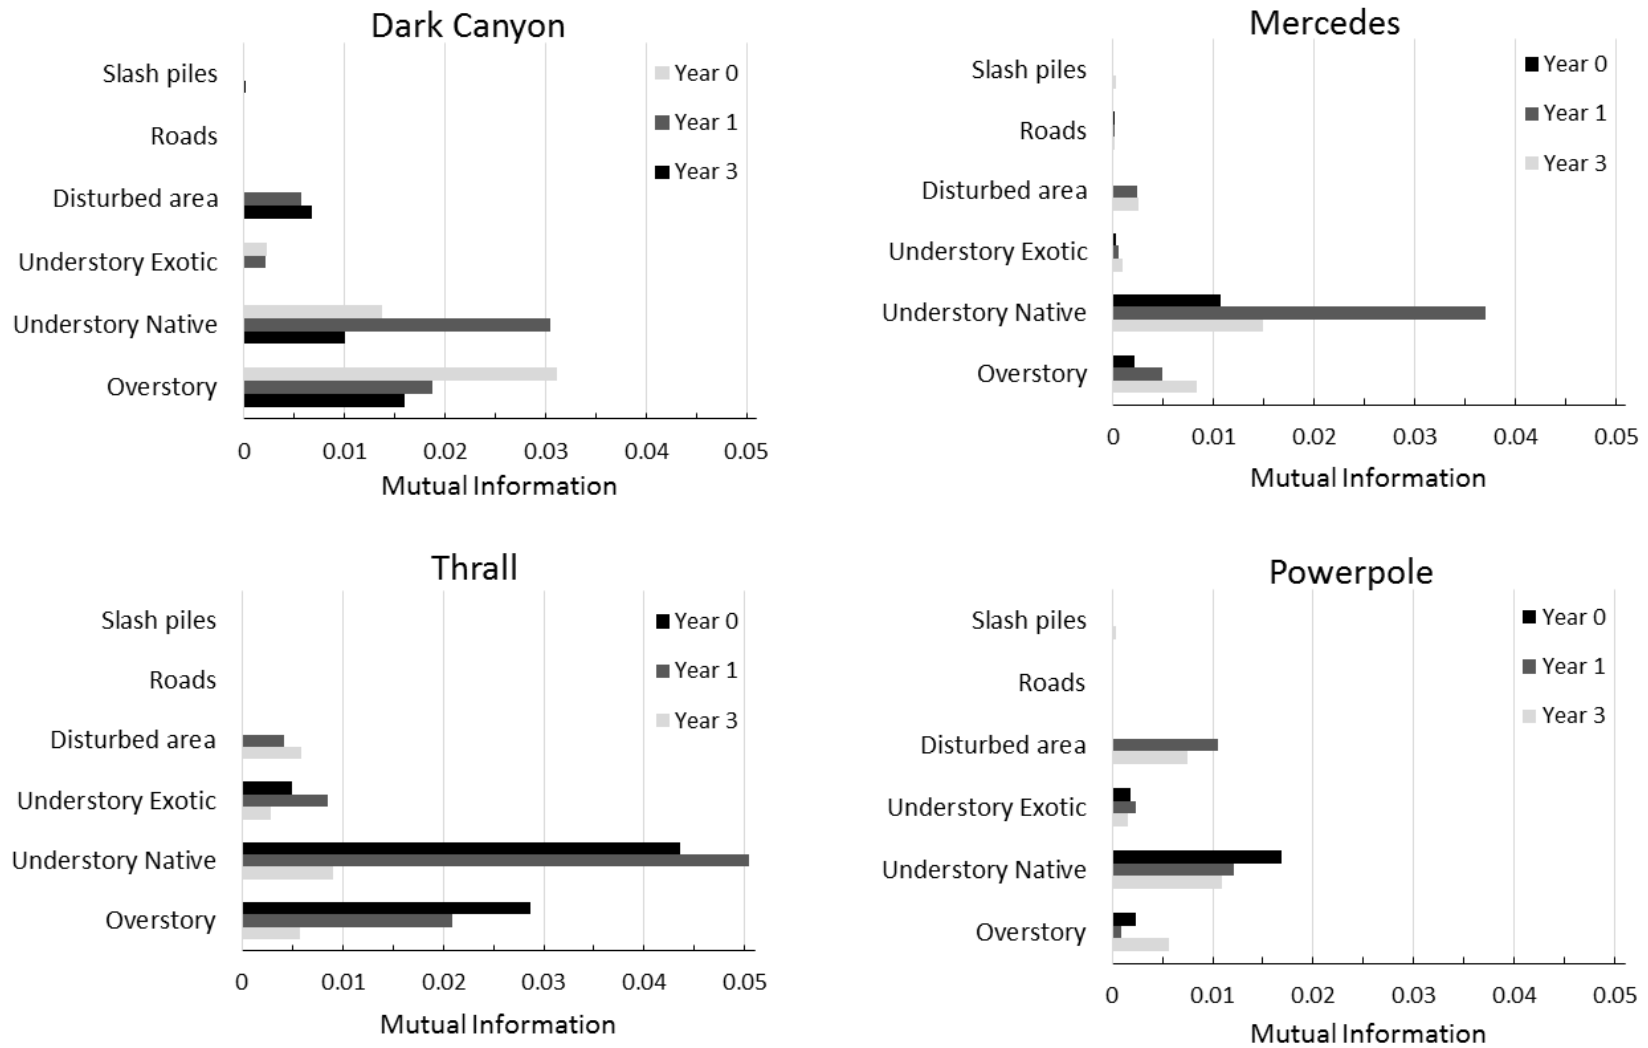 Dark Canyon
Slash piles
Roads
Disturbed area
Understory Exotic
Understory Native
Overstory
Year 0
Year 1
Year 3
0 0.01 0.02 0.03 0.04 0.05
Mutual Information
Mercedes
Slash piles
Roads
Disturbed area
Understory Exotic
Understory Native
Overstory
Year 0
Year 1
Year 3
0 0.01 0.02 0.03 0.04 0.05
Mutual Information
Thrall
Slash piles
Roads
Disturbed area
Understory Exotic
Understory Native
Overstory
Year 0
Year 1
Year 3
0 0.01 0.02 0.03 0.04 0.05
Mutual Information
Powerpole
Slash piles
Roads
Disturbed area
Understory Exotic
Understory Native
Overstory
Year 0
Year 1
Year 3
0 0.01 0.02 0.03 0.04 0.05
Mutual Information